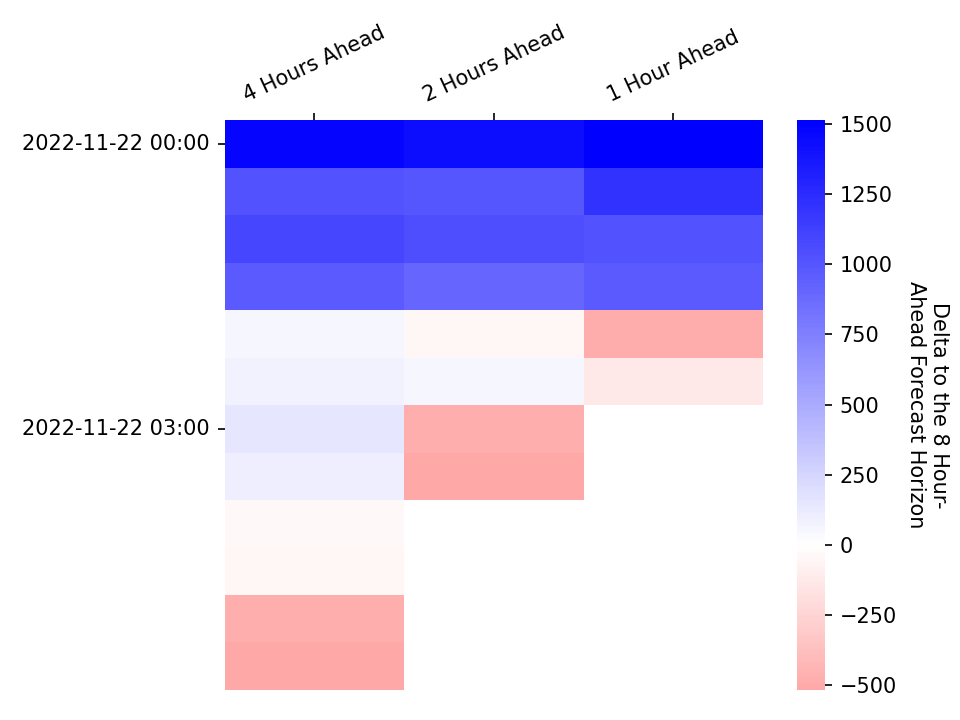 4 Hours Ahead
2 Hours Ahead
1 Hour Ahead
2022-11-22 00:00
2022-11-22 03:00
1500
1250
1000
750
500
250
0
−250
−500
Delta to the 8 Hour-
Ahead Forecast Horizon